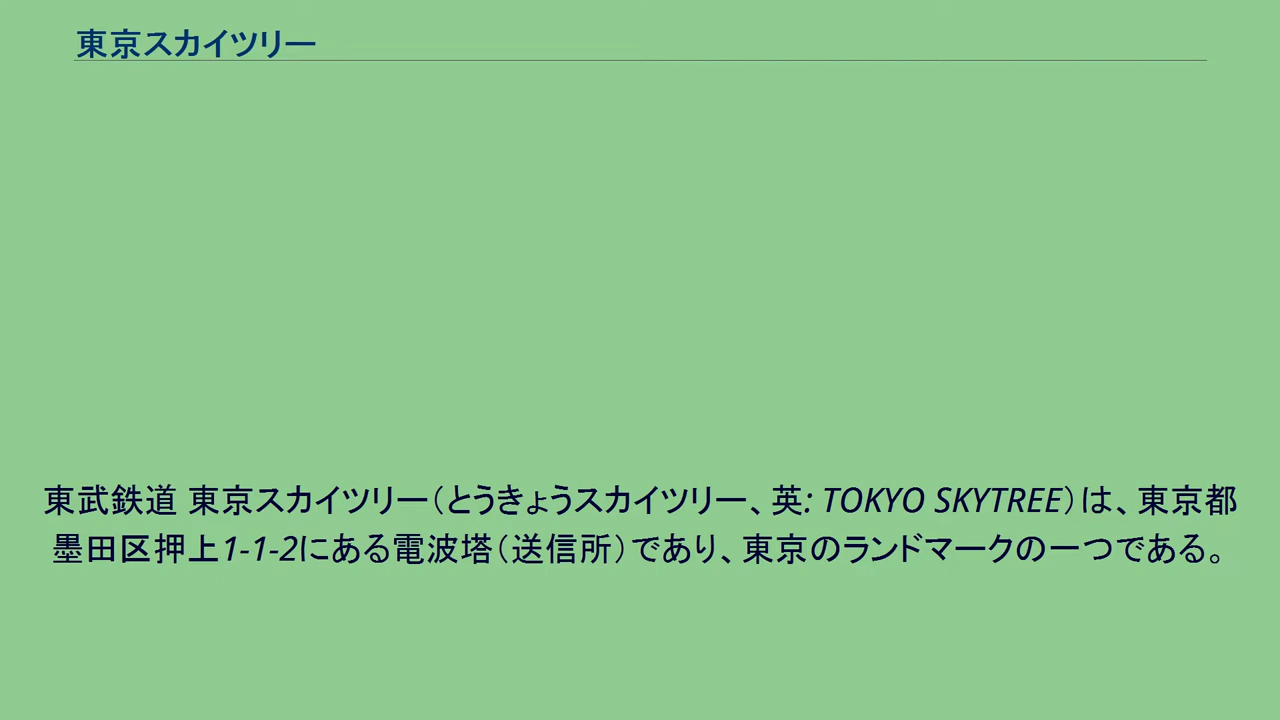 東京スカイツリー
東武鉄道 東京スカイツリー（とうきょうスカイツリー、英: TOKYO SKYTREE）は、東京都
墨田区押上1-1-2にある電波塔（送信所）であり、東京のランドマークの一つである。